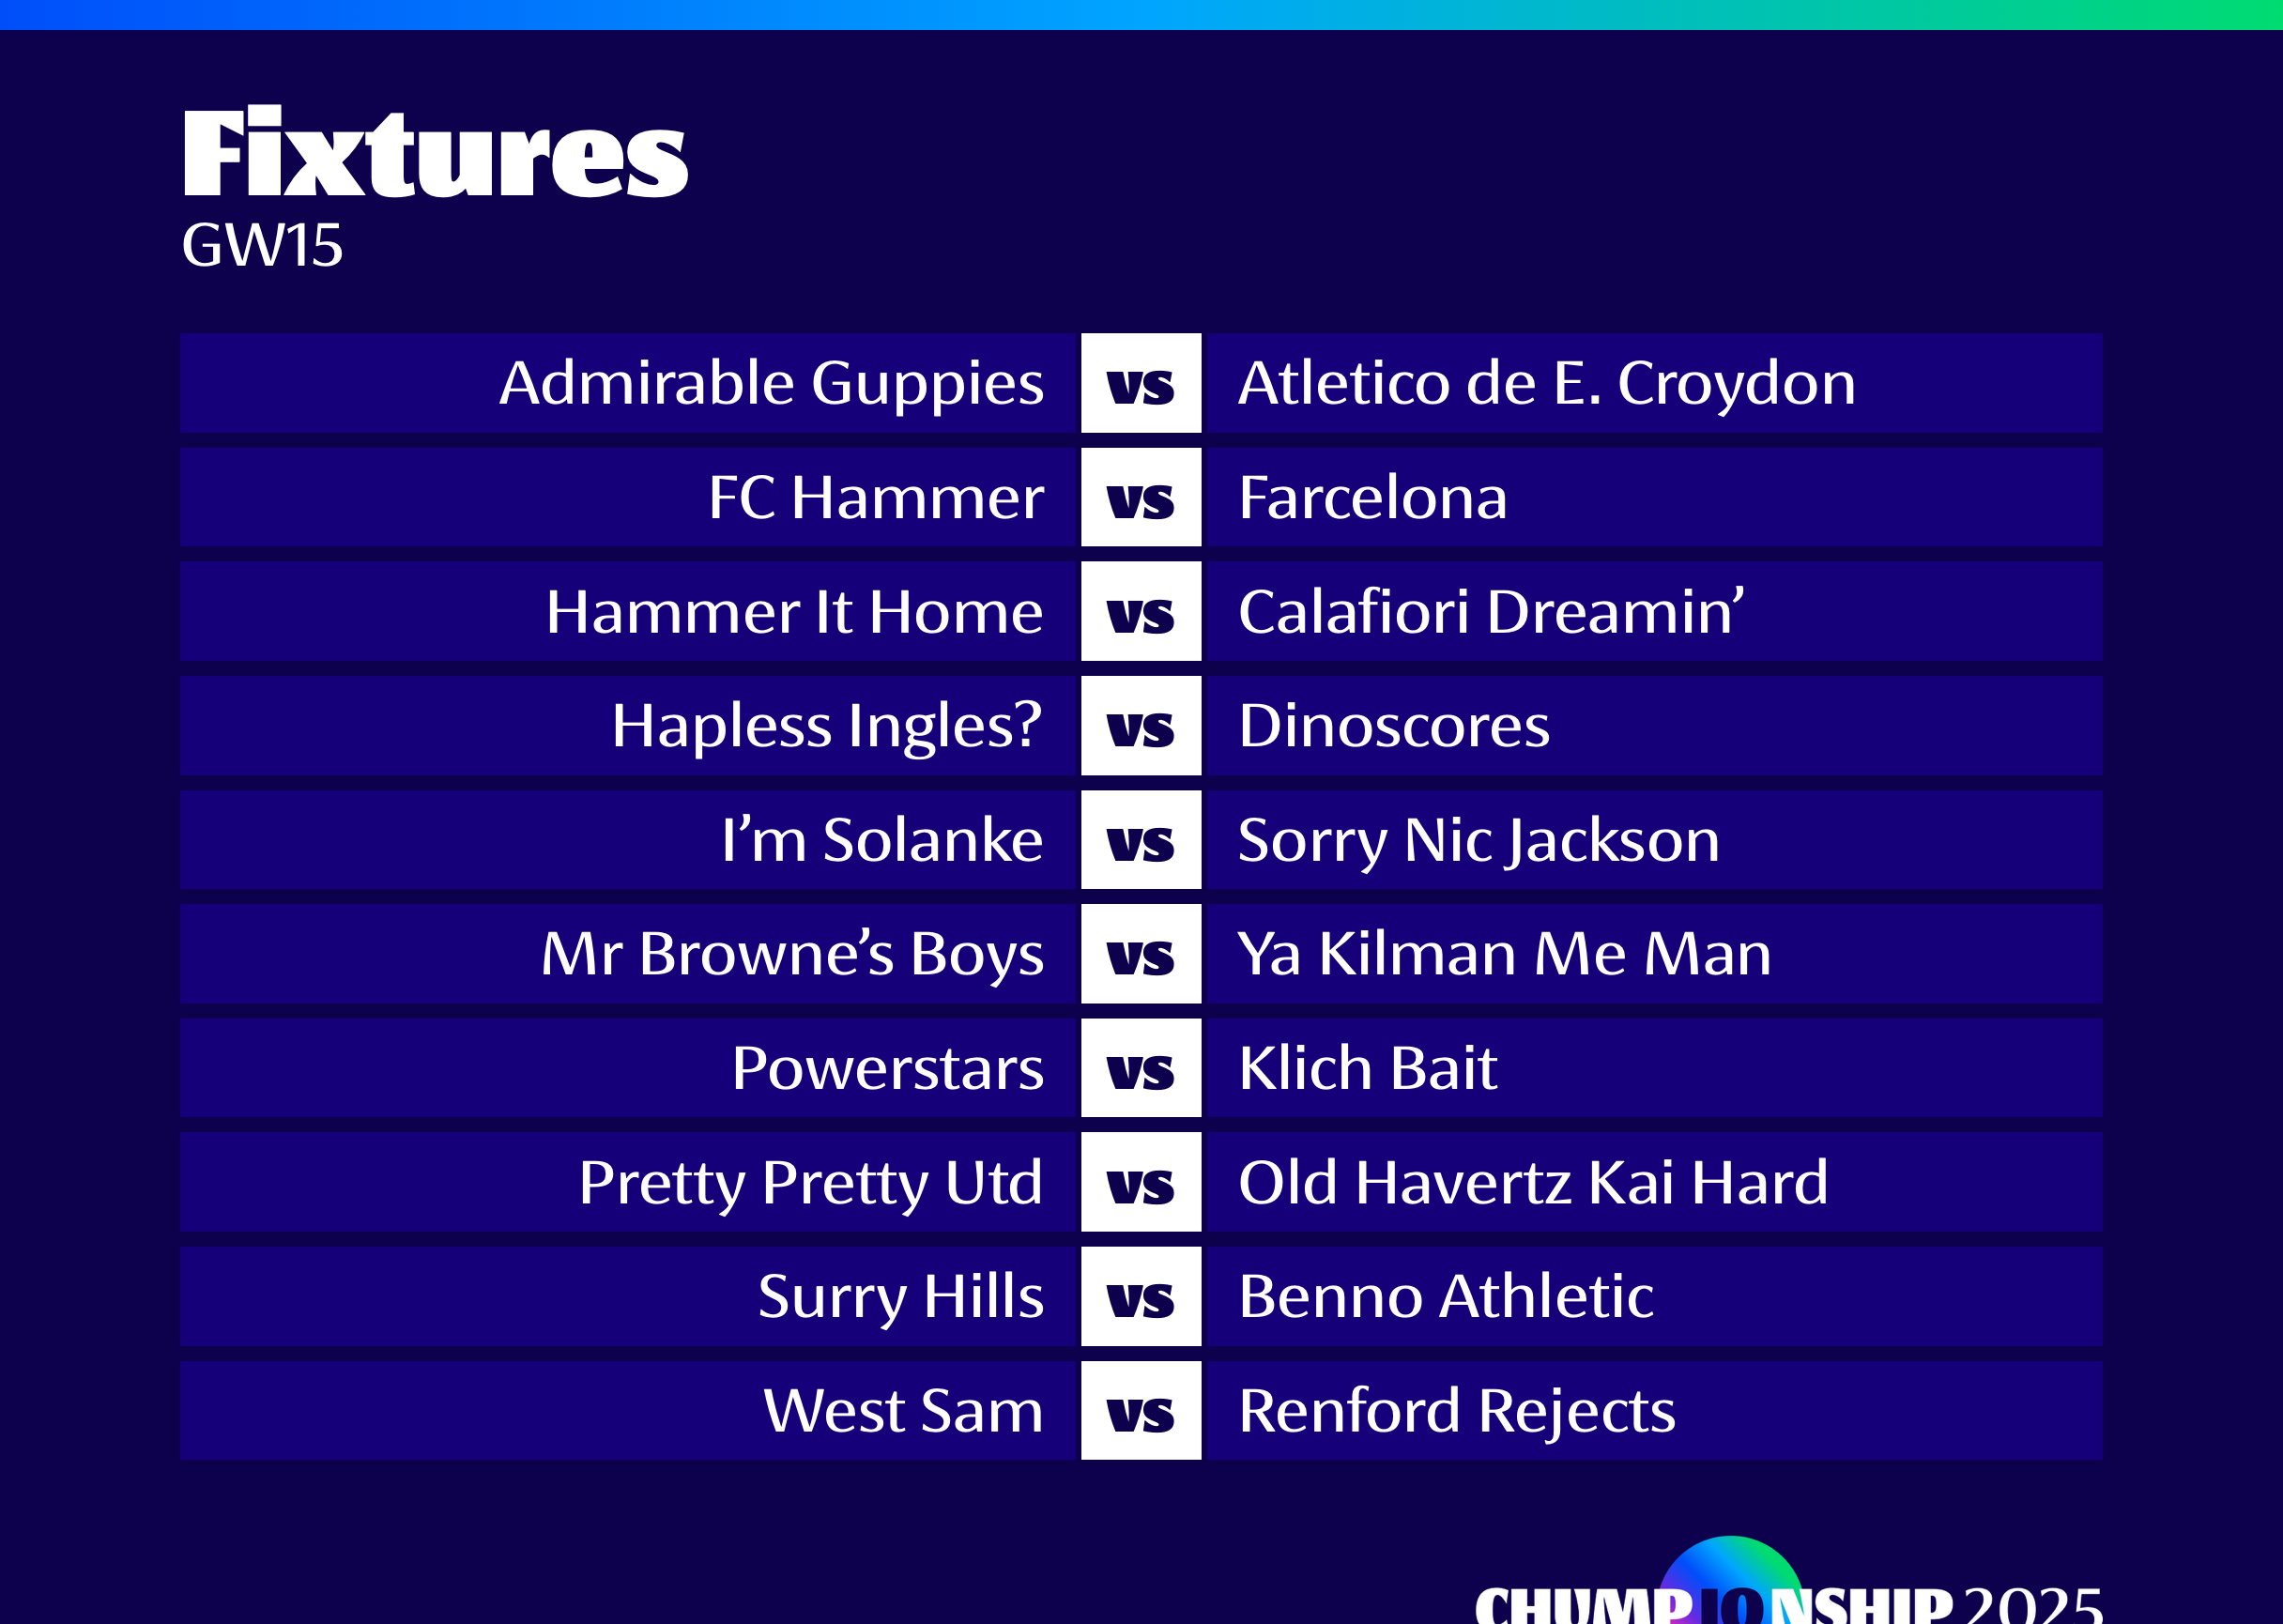 Fixtures
GW15
Admirable Guppies vs Atletico de E. Croydon
FC Hammer vs Farcelona
Hammer It Home vs Calafiori Dreamin’
Hapless Ingles? vs Dinoscores
I’m Solanke vs Sorry Nic Jackson
Mr Browne’s Boys vs Ya Kilman Me Man
Powerstars vs Klich Bait
Pretty Pretty Utd vs Old Havertz Kai Hard
Surry Hills vs Benno Athletic
West Sam vs Renford Rejects
CHUMPIONSHIP 2025